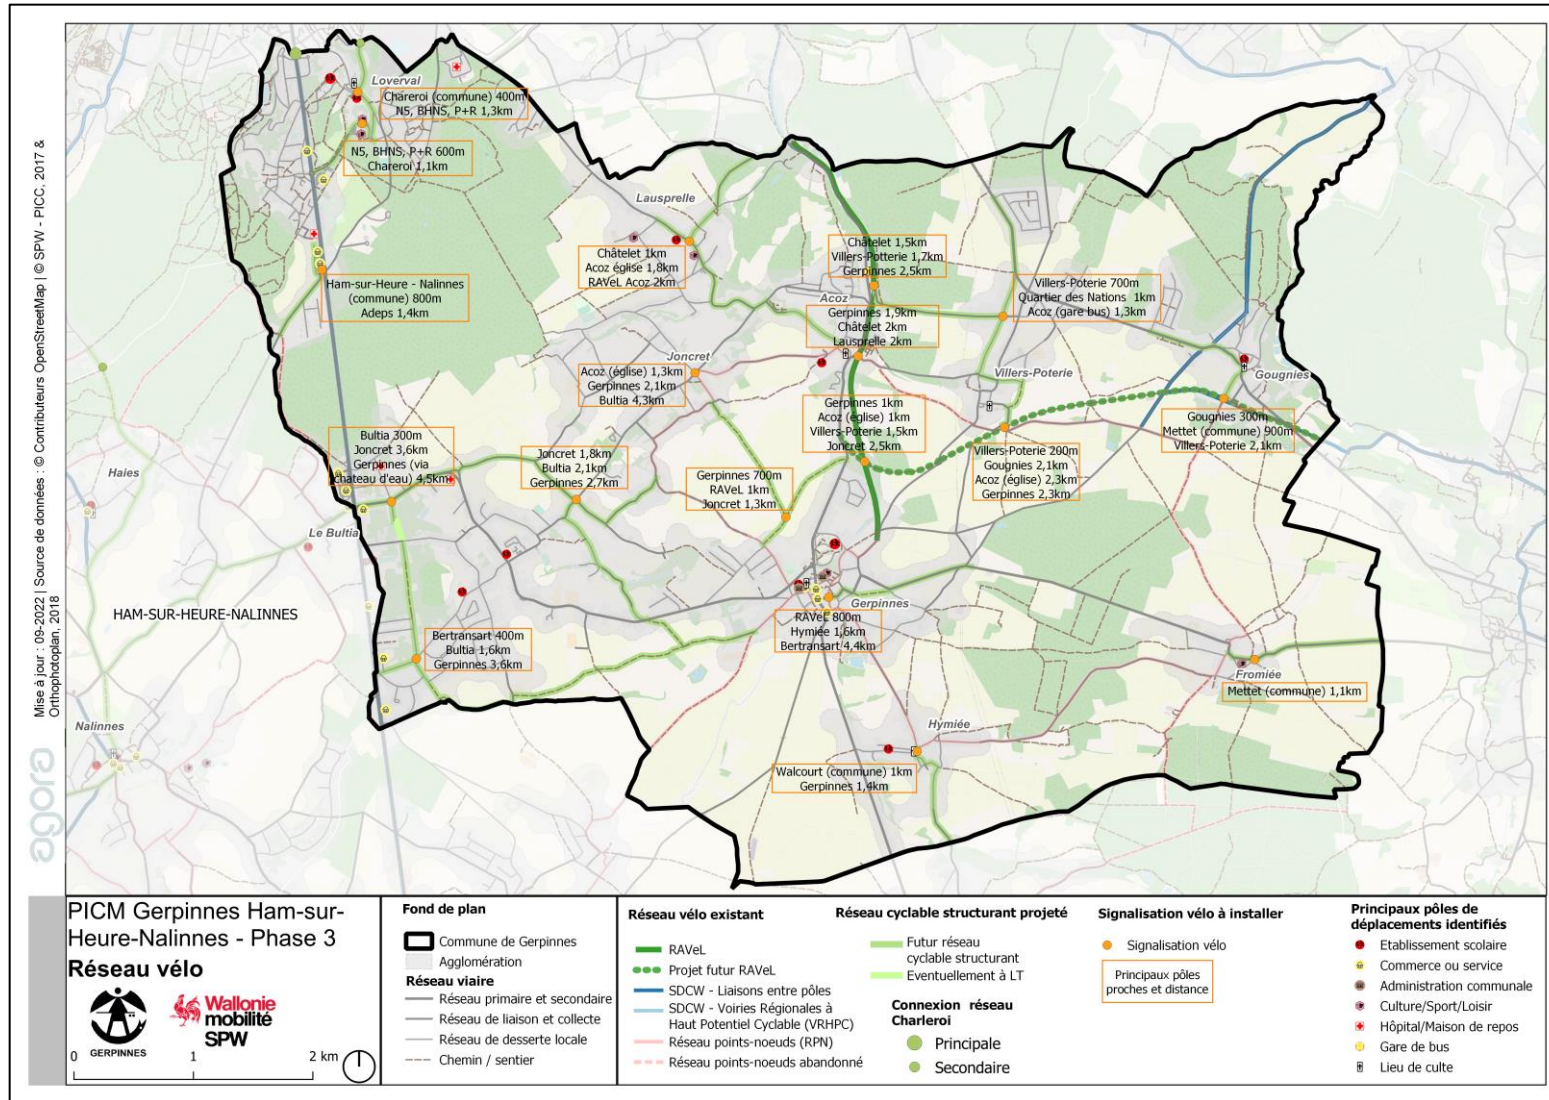 Mise à jour : 09-2022 | Source de données : © Contributeurs OpenStreetMap | © SPW - PICC, 2017 &
Orthophotoplan, 2018
agora
Loverval
Chareroi (commune) 400m
N5, BHNS, P+R 1,3km
N5, BHNS, P+R 600m
Chareroi 1,1km
Lausprelle
Châtelet 1km
Acoz église 1,8km
RAVeL Acoz 2km
Châtelet 1,5km
Villers-Potterie 1,7km
Gerpinnes 2,5km
Ham-sur-Heure - Nalinnes
(commune) 800m
Adeps 1,4km
Acoz
Gerpinnes 1,9km
Châtelet 2km
Lausprelle 2km
Villers-Poterie 700m
Quartier des Nations 1km
Acoz (gare bus) 1,3km
Joncret
Acoz (église) 1,3km
Gerpinnes 2,1km
Bultia 4,3km
Villers-Poterie
Gougnies
Gerpinnes 1km
Acoz (église) 1km
Villers-Poterie 1,5km
Joncret 2,5km
Gougnies 300m
Mettet (commune) 900m
Villers-Poterie 2,1km
Bultia 300m
Joncret 3,6km
Gerpinnes (via
chateau d'eau) 4,5km
Joncret 1,8km
Bultia 2,1km
Gerpinnes 2,7km
Gerpinnes 700m
RAVeL 1km
Joncret 1,3km
Villers-Poterie 200m
Gougnies 2,1km
Acoz (église) 2,3km
Gerpinnes 2,3km
Haies
Le Bultia
HAM-SUR-HEURE-NALINNES
Gerpinnes
RAVeL 800m
Hymiée 1,6km
Bertransart 4,4km
Bertransart 400m
Bultia 1,6km
Gerpinnes 3,6km
Fromiée
Mettet (commune) 1,1km
Nalinnes
Hymiée
Walcourt (commune) 1km
Gerpinnes 1,4km
PICM Gerpinnes Ham-sur-
Heure-Nalinnes - Phase 3
Réseau vélo
GERPINNES
Wallonie
mobilité
SPW
0 1 2 km
Fond de plan
Commune de Gerpinnes
Agglomération
Réseau viaire
Réseau primaire et secondaire
Réseau de liaison et collecte
Réseau de desserte locale
Chemin / sentier
Réseau vélo existant
RAVeL
Projet futur RAVeL
SDCW - Liaisons entre pôles
SDCW - Voiries Régionales à
Haut Potentiel Cyclable (VRHPC)
Réseau points-noeuds (RPN)
Réseau points-noeuds abandonné
Réseau cyclable structurant projeté
Futur réseau
cyclable structurant
Eventuellement à LT
Connexion réseau
Charleroi
Principale
Secondaire
Signalisation vélo à installer
Signalisation vélo
Principaux pôles
proches et distance
Principaux pôles de
déplacements identifiés
Etablissement scolaire
Commerce ou service
Administration communale
Culture/Sport/Loisir
Hôpital/Maison de repos
Gare de bus
Lieu de culte